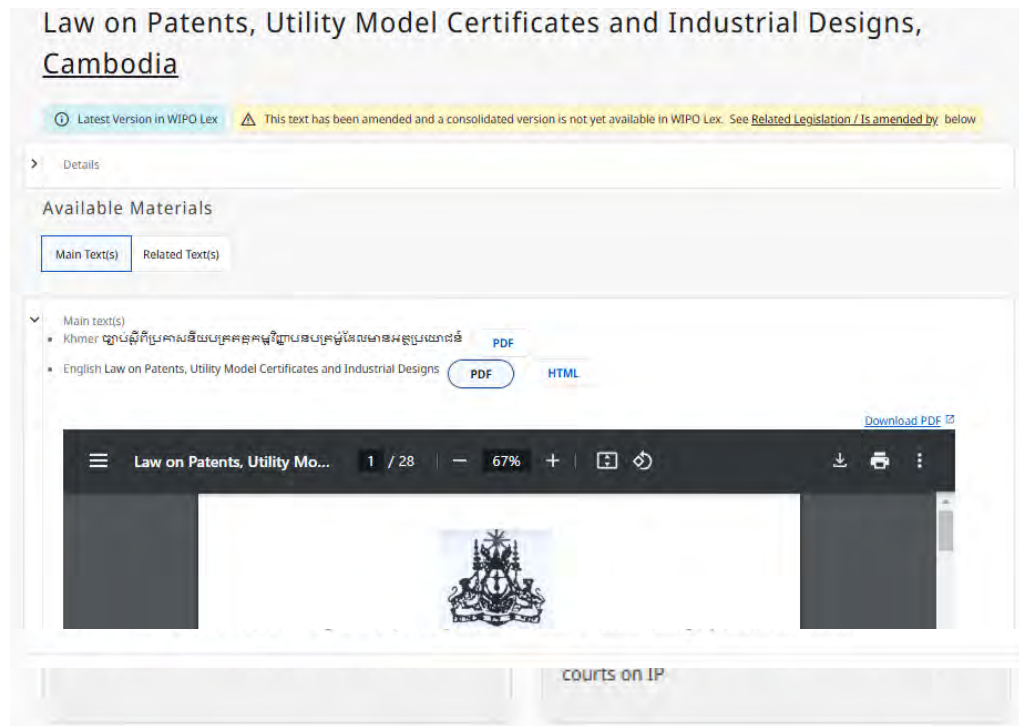 Law on Patents, Utility Model Certificates and Industrial Designs,
Cambodia
Latest Version in WIPO Lex This text has been amended and a consolidated version is not yet available in WIPO Lex. See Related Legislation / Is amended by below
Details
Available Materials
Main Text(s) Related Text(s)
Main text(s)
Khmer PDF
English Law on Patents, Utility Model Certificates and Industrial Designs PDF HTML
Download PDF
Law on Patents, Utility Mo... 1 / 28 67%
courts on IP